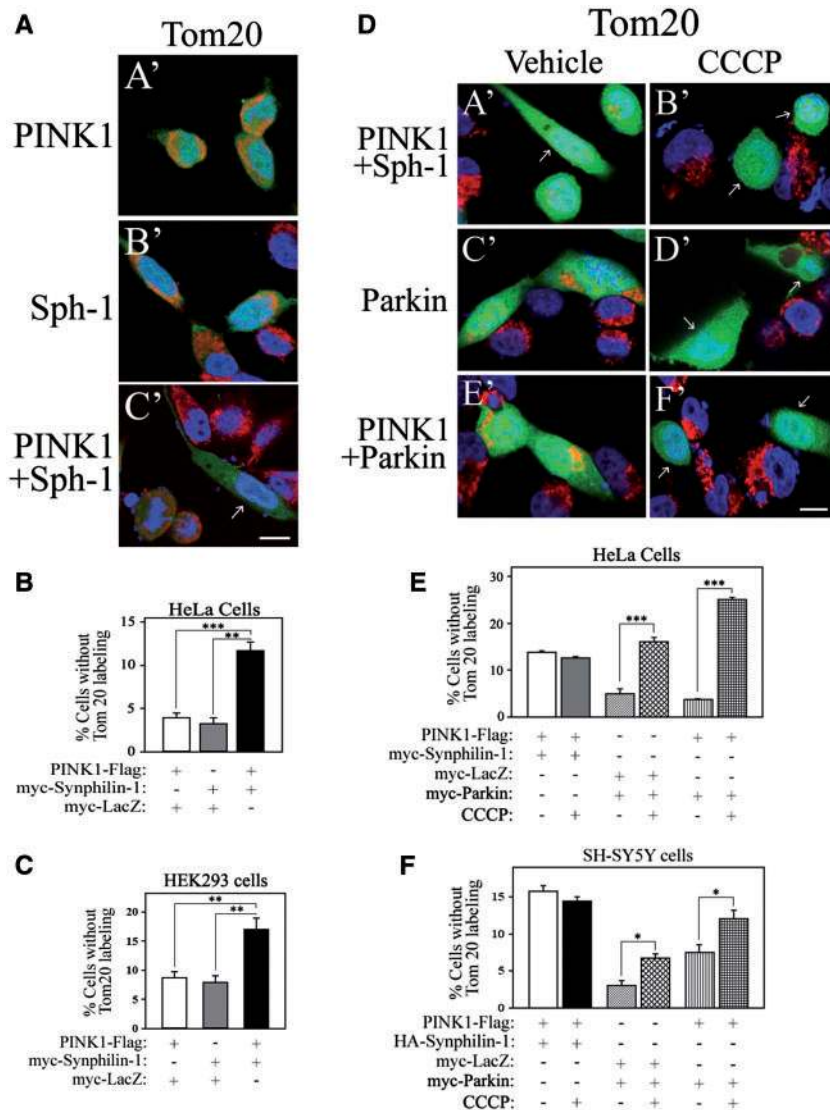 A
Tom20
A'
PINK1
B'
Sph-1
C'
PINK1
+Sph-1
D
Tom20
Vehicle
CCCP
A'
B'
PINK1
+Sph-1
C'
D'
Parkin
E'
F'
PINK1
+Parkin
B
HeLa Cells
% Cells without
Tom 20 labeling
15
10
5
0
***
**
PINK1-Flag: + - +
myc-Synphilin-1: - + +
myc-LacZ: + + -
C
HEK293 cells
% Cells without
Tom20 labeling
20
15
10
5
0
**
**
PINK1-Flag: + - +
myc-Synphilin-1: - + +
myc-LacZ: + + -
E
HeLa Cells
% Cells without
Tom 20 labeling
30
20
10
0
***
***
PINK1-Flag: + + - - + +
myc-Synphilin-1: + + - - - -
myc-LacZ: - - + + - -
myc-Parkin: - - + + + +
CCCP: - + - + - +
F
SH-SY5Y cells
% Cells without
Tom 20 labeling
15
10
5
0
*
*
PINK1-Flag: + + - - + +
HA-Synphilin-1: + + - - - -
myc-LacZ: - - + + - -
myc-Parkin: - - + + + +
CCCP: - + - + - +